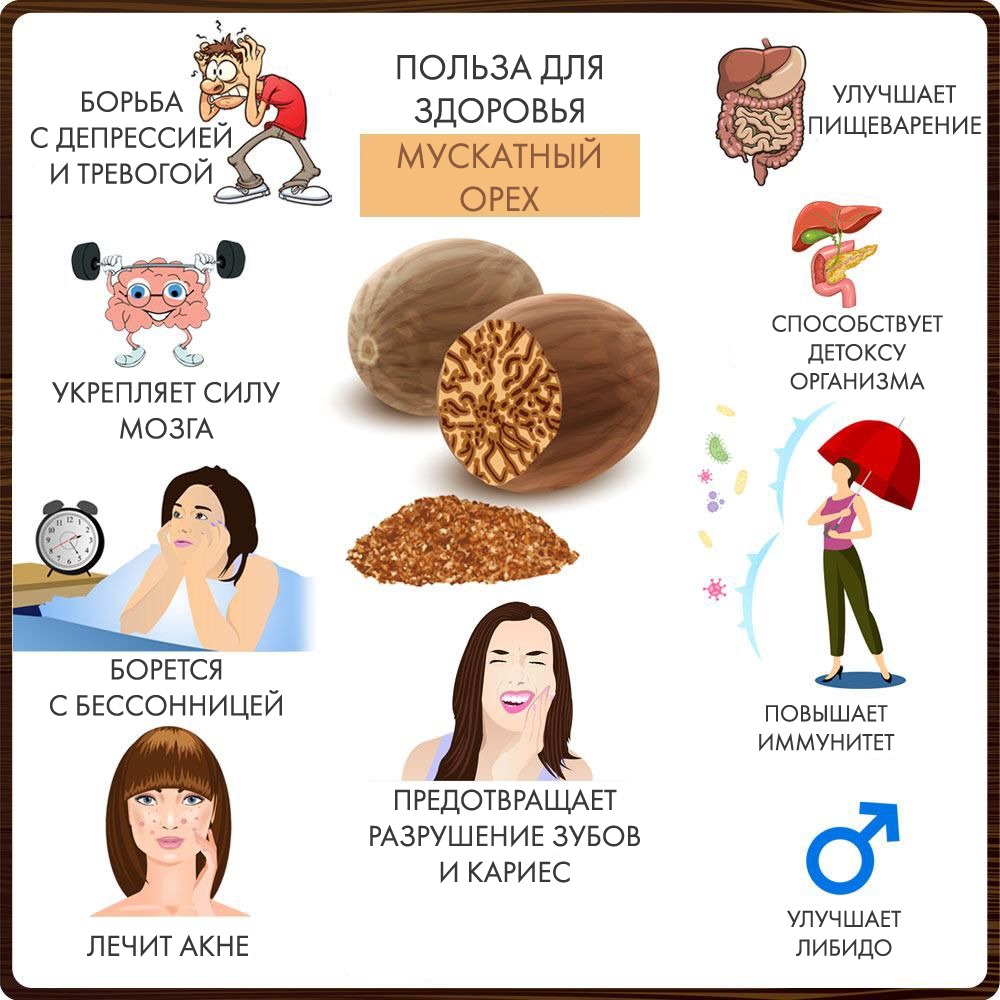 ПОЛЬЗА ДЛЯ
ЗДОРОВЬЯ
МУСКАТНЫЙ
ОРЕХ
БОРЬБА
С ДЕПРЕССИЕЙ
И ТРЕВОГОЙ
УКРЕПЛЯЕТ СИЛУ
МОЗГА
БОРЕТСЯ
С БЕССОННИЦЕЙ
ЛЕЧИТ АКНЕ
ПРЕДОТВРАЩАЕТ
РАЗРУШЕНИЕ ЗУБОВ
И КАРИЕС
УЛУЧШАЕТ
ПИЩЕВАРЕНИЕ
СПОСОБСТВУЕТ
ДЕТОКСУ
ОРГАНИЗМА
ПОВЫШАЕТ
ИММУНИТЕТ
УЛУЧШАЕТ
ЛИБИДО